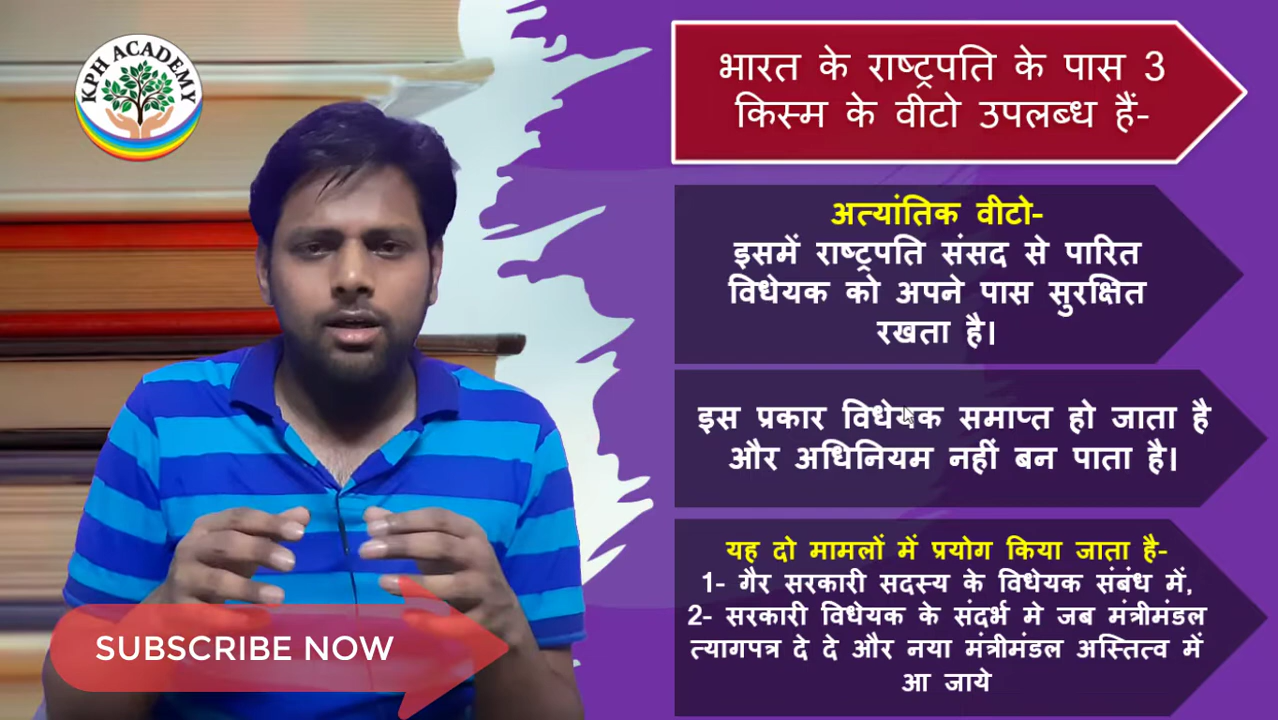 KPH ACADEMY
भारत के राष्ट्रपति के पास 3
किस्म के वीटो उपलब्ध हैं-
अत्यांतिक वीटो-
इसमें राष्ट्रपति संसद से पारित
विधेयक को अपने पास सुरक्षित
रखता है।
इस प्रकार विधेयक समाप्त हो जाता है
और अधिनियम नहीं बन पाता है।
यह दो मामलों में प्रयोग किया जाता है-
1- गैर सरकारी सदस्य के विधेयक संबंध में,
2- सरकारी विधेयक के संदर्भ मे जब मंत्रीमंडल
त्यागपत्र दे दे और नया मंत्रीमंडल अस्तित्व में
आ जाये
SUBSCRIBE NOW